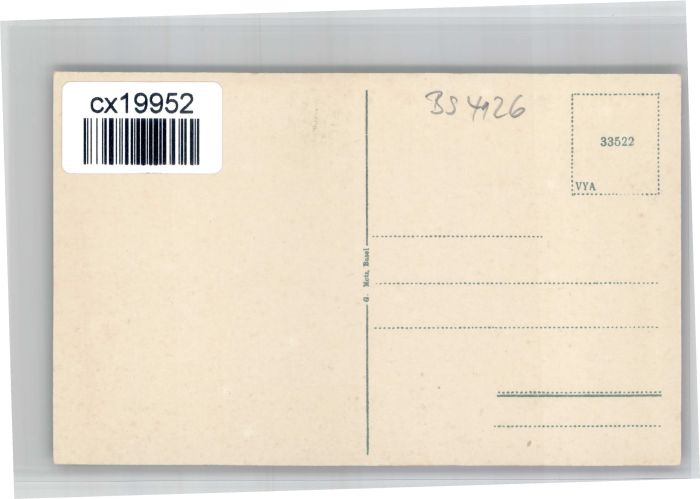 cx19952
BS 4126
33522
VYA
G. Metz, Basel